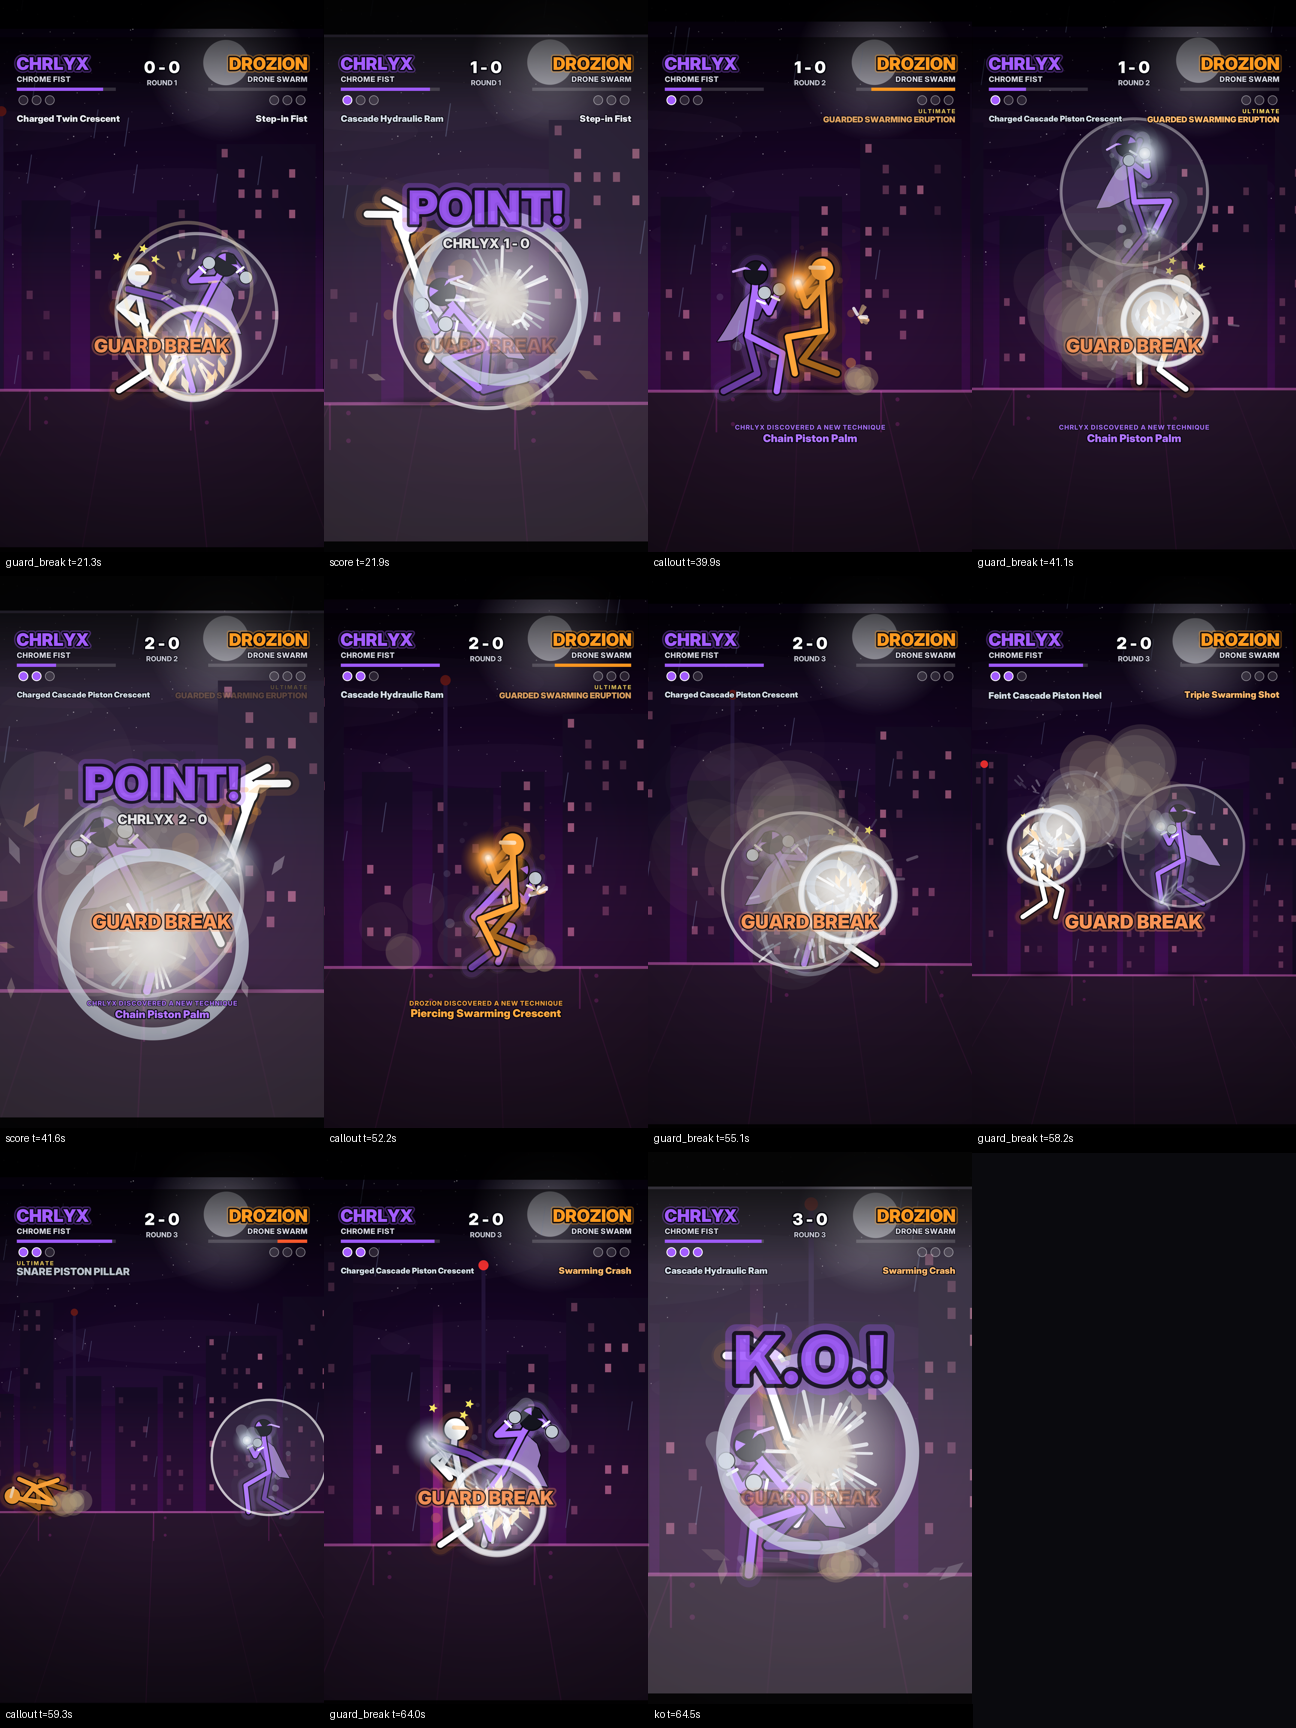 CHRLYX 0 - 0 DROZION
CHROME FIST ROUND 1 DRONE SWARM
Charged Twin Crescent Step-in Fist
GUARD BREAK
guard_break t=21.3s
CHRLYX 1 - 0 DROZION
CHROME FIST ROUND 1 DRONE SWARM
Cascade Hydraulic Ram Step-in Fist
POINT!
CHRLYX 1 - 0
GUARD BREAK
score t=21.9s
CHRLYX 1 - 0 DROZION
CHROME FIST ROUND 2 DRONE SWARM
ULTIMATE
GUARDED SWARMING ERUPTION
CHRLYX DISCOVERED A NEW TECHNIQUE
Chain Piston Palm
callout t=39.9s
CHRLYX 1 - 0 DROZION
CHROME FIST ROUND 2 DRONE SWARM
ULTIMATE
Charged Cascade Piston Crescent GUARDED SWARMING ERUPTION
GUARD BREAK
CHRLYX DISCOVERED A NEW TECHNIQUE
Chain Piston Palm
guard_break t=41.1s
CHRLYX 2 - 0 DROZION
CHROME FIST ROUND 2 DRONE SWARM
ULTIMATE
Charged Cascade Piston Crescent GUARDED SWARMING ERUPTION
POINT!
CHRLYX 2 - 0
GUARD BREAK
CHRLYX DISCOVERED A NEW TECHNIQUE
Chain Piston Palm
score t=41.6s
CHRLYX 2 - 0 DROZION
CHROME FIST ROUND 3 DRONE SWARM
ULTIMATE
Cascade Hydraulic Ram GUARDED SWARMING ERUPTION
DROZION DISCOVERED A NEW TECHNIQUE
Piercing Swarming Crescent
callout t=52.2s
CHRLYX 2 - 0 DROZION
CHROME FIST ROUND 3 DRONE SWARM
Charged Cascade Piston Crescent
GUARD BREAK
guard_break t=55.1s
CHRLYX 2 - 0 DROZION
CHROME FIST ROUND 3 DRONE SWARM
Feint Cascade Piston Heel Triple Swarming Shot
GUARD BREAK
guard_break t=58.2s
CHRLYX 2 - 0 DROZION
CHROME FIST ROUND 3 DRONE SWARM
ULTIMATE
SNARE PISTON PILLAR
callout t=59.3s
CHRLYX 2 - 0 DROZION
CHROME FIST ROUND 3 DRONE SWARM
Charged Cascade Piston Crescent Swarming Crash
GUARD BREAK
guard_break t=64.0s
CHRLYX 3 - 0 DROZION
CHROME FIST ROUND 3 DRONE SWARM
Cascade Hydraulic Ram Swarming Crash
K.O.!
GUARD BREAK
ko t=64.5s